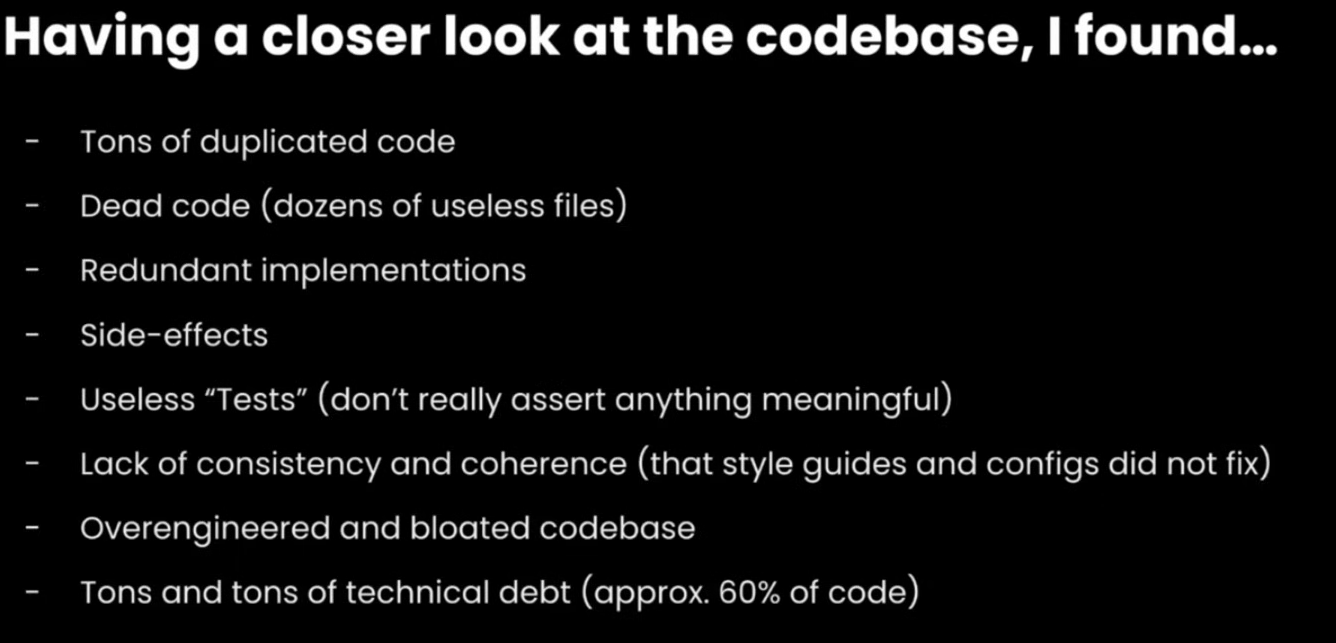 Having a closer look at the codebase, I found...
- Tons of duplicated code
- Dead code (dozens of useless files)
- Redundant implementations
- Side-effects
- Useless “Tests” (don’t really assert anything meaningful)
- Lack of consistency and coherence (that style guides and configs did not fix)
- Overengineered and bloated codebase
- Tons and tons of technical debt (approx. 60% of code)